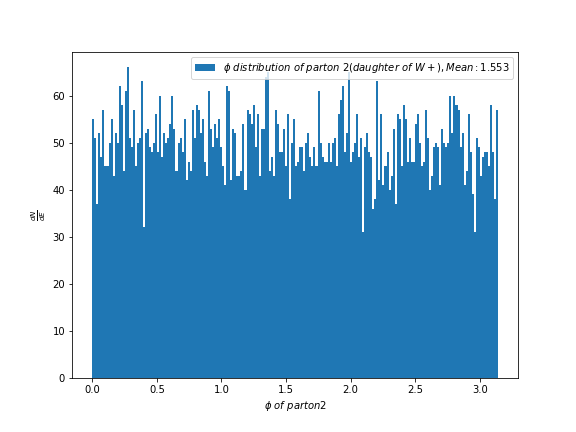 ϕ distribution of parton 2(daughter of W+), Mean : 1.553
60
50
40
30
20
10
0
dN
dE
0.0 0.5 1.0 1.5 2.0 2.5 3.0
ϕ of parton2